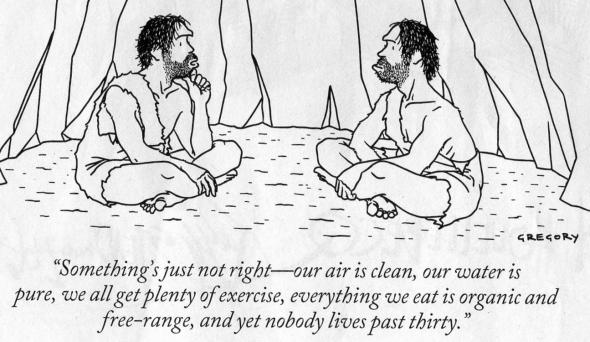 GREGORY
“Something’s just not right—our air is clean, our water is
pure, we all get plenty of exercise, everything we eat is organic and
free-range, and yet nobody lives past thirty.”